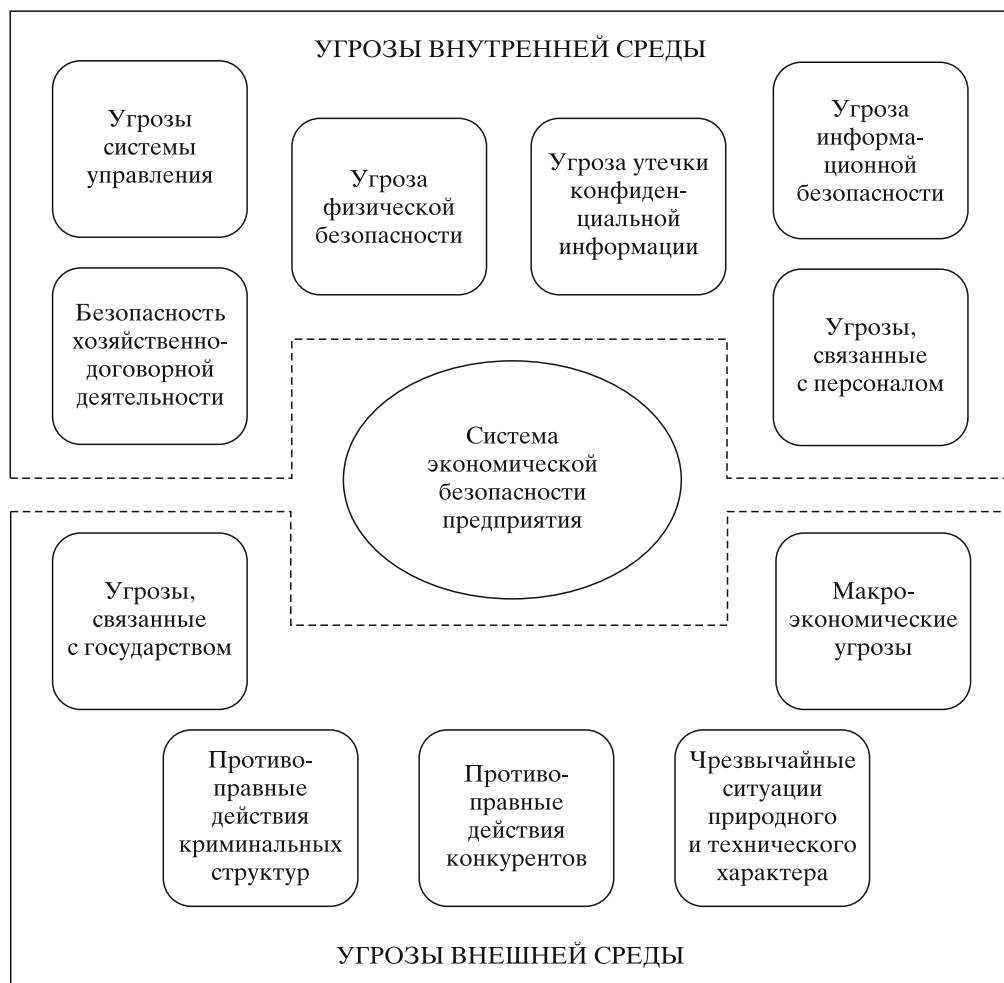 УГРОЗЫ ВНУТРЕННЕЙ СРЕДЫ
Угрозы
системы
управления
Угроза
физической
безопасности
Угроза утечки
конфиден-
циальной
информации
Угроза
информа-
ционной
безопасности
Безопасность
хозяйственно-
договорной
деятельности
Угрозы,
связанные
с персоналом
Система
экономической
безопасности
предприятия
Угрозы,
связанные
с государством
Макро-
экономические
угрозы
Противо-
правные
действия
криминальных
структур
Противо-
правные
действия
конкурентов
Чрезвычайные
ситуации
природного
и технического
характера
УГРОЗЫ ВНЕШНЕЙ СРЕДЫ